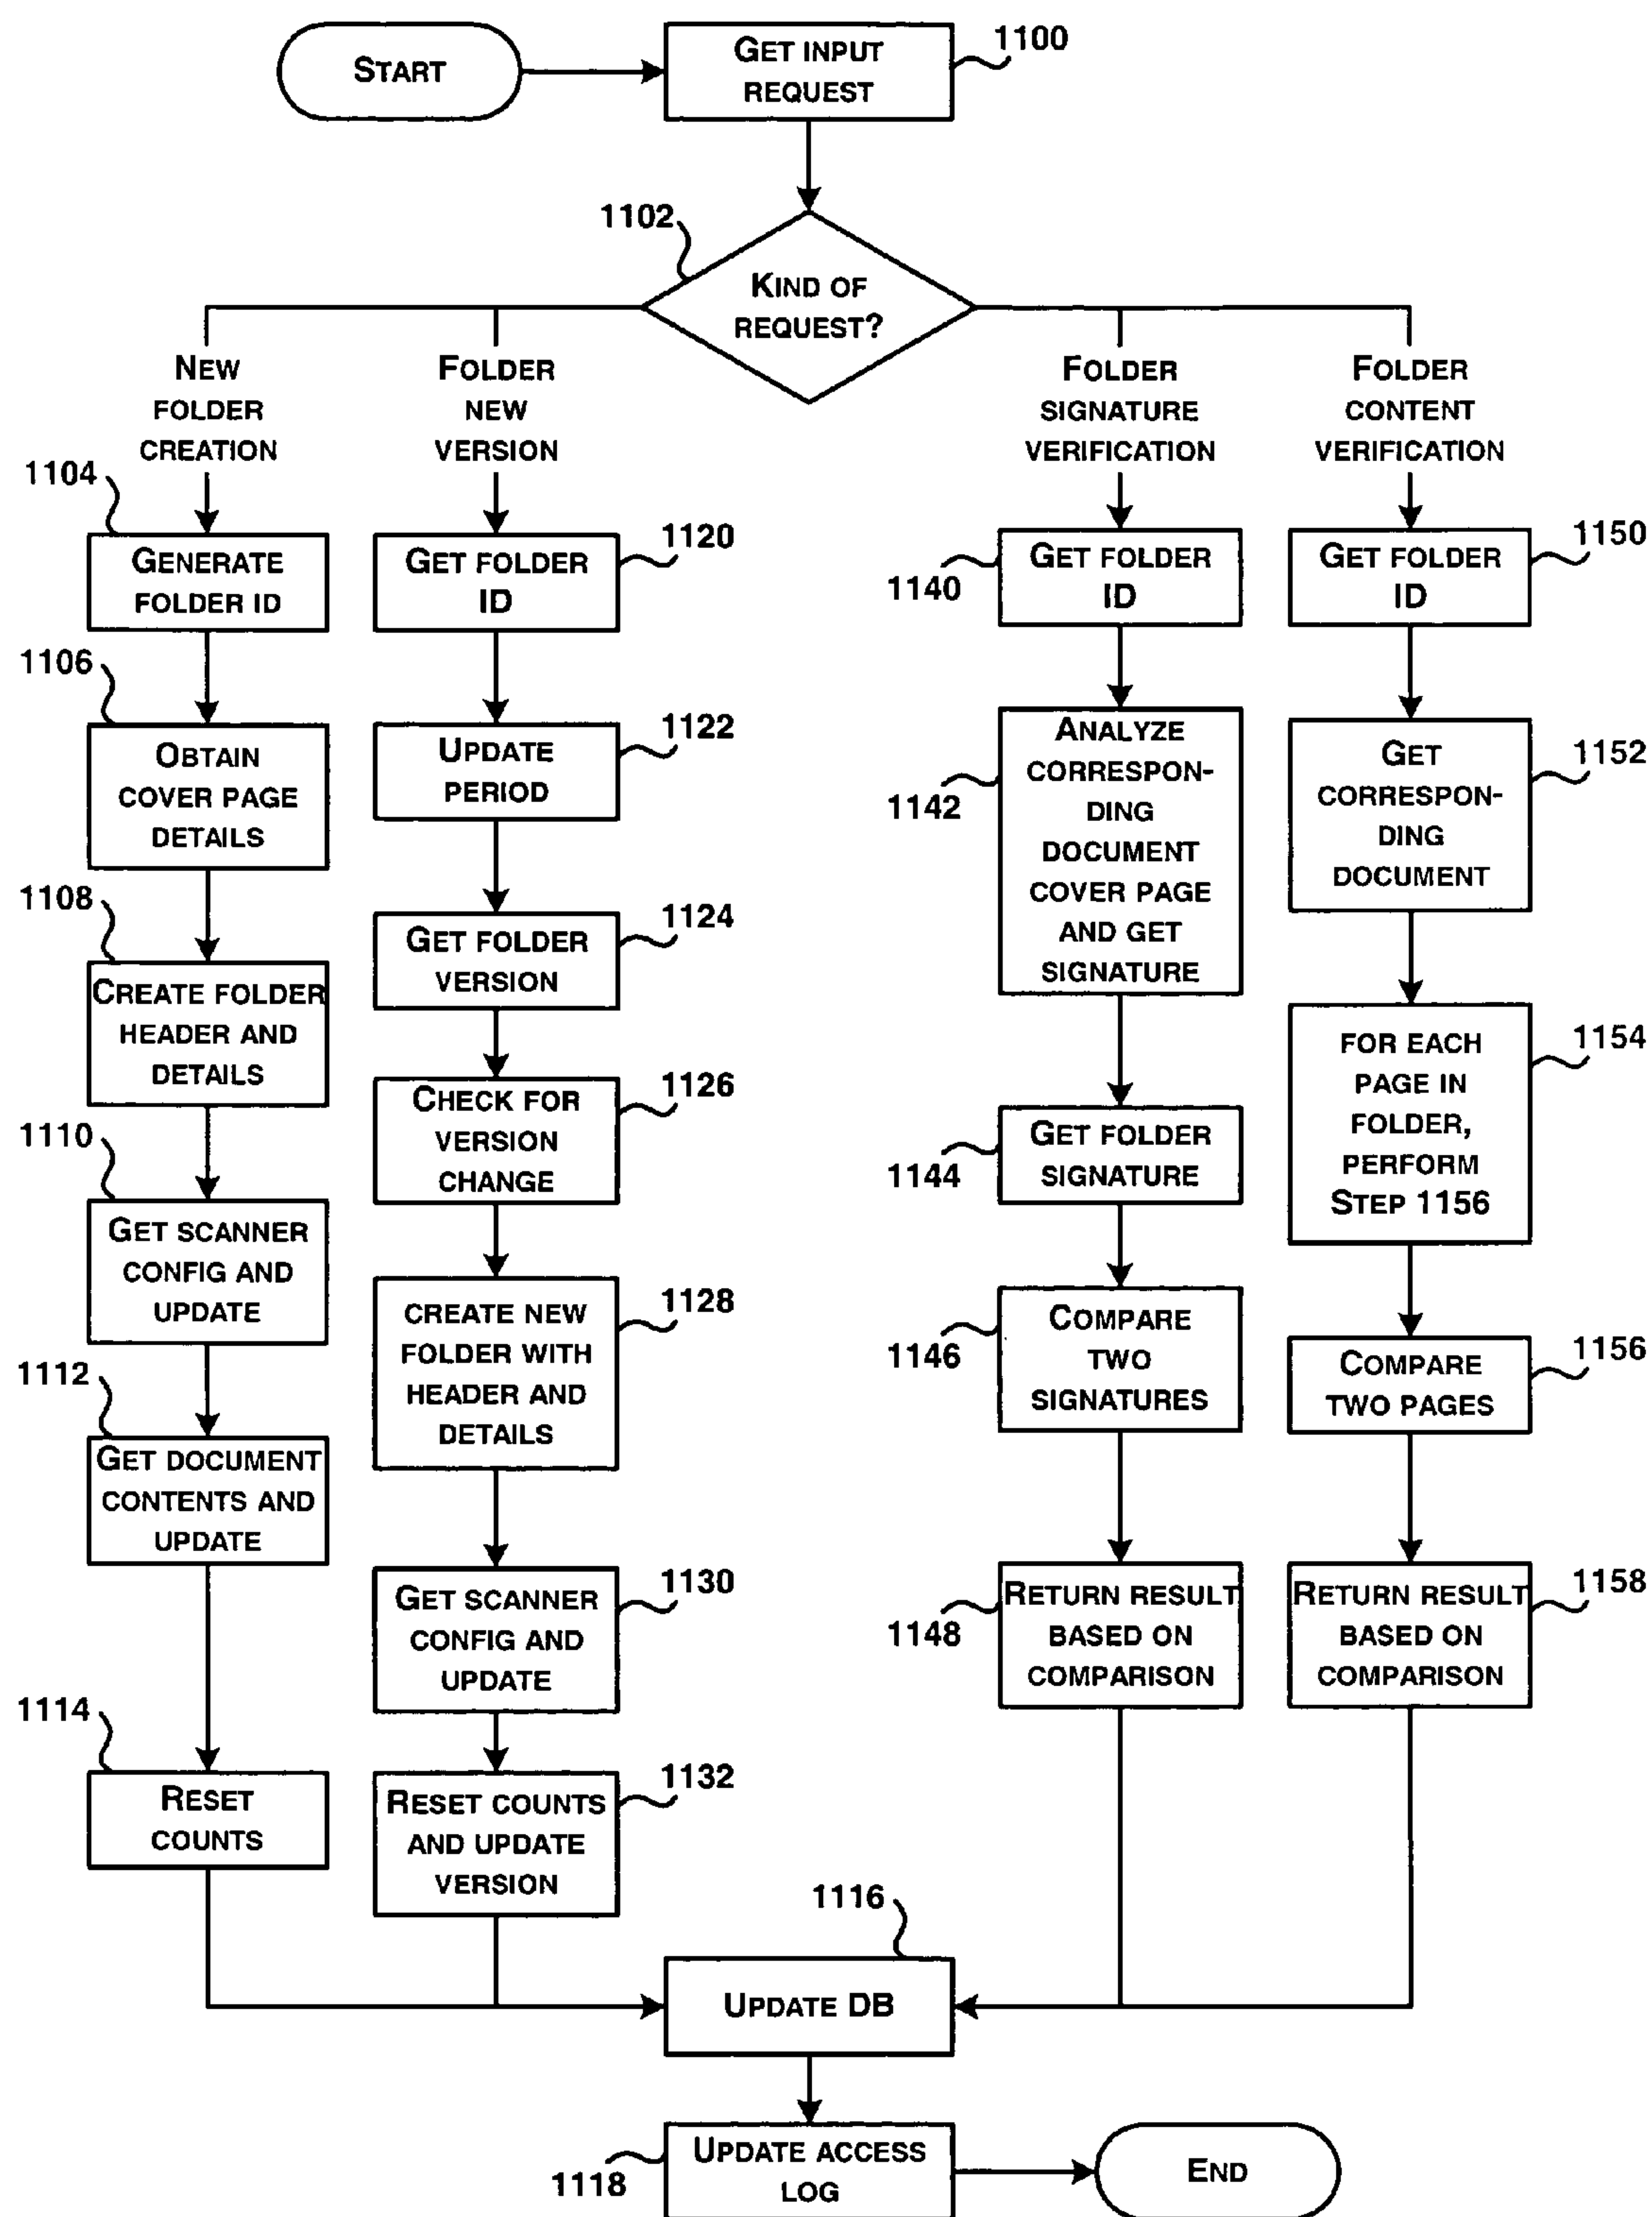 START
GET INPUT
REQUEST
1100
1102
KIND OF
REQUEST?
NEW
FOLDER
CREATION
1104
GENERATE
FOLDER ID
1106
OBTAIN
COVER PAGE
DETAILS
1108
CREATE FOLDER
HEADER AND
DETAILS
1110
GET SCANNER
CONFIG AND
UPDATE
1112
GET DOCUMENT
CONTENTS AND
UPDATE
1114
RESET
COUNTS
FOLDER
NEW
VERSION
GET FOLDER
ID
1120
UPDATE
PERIOD
1122
GET FOLDER
VERSION
1124
CHECK FOR
VERSION
CHANGE
1126
CREATE NEW
FOLDER WITH
HEADER AND
DETAILS
1128
GET SCANNER
CONFIG AND
UPDATE
1130
RESET COUNTS
AND UPDATE
VERSION
1132
FOLDER
SIGNATURE
VERIFICATION
1140
GET FOLDER
ID
1142
ANALYZE
CORRESPON-
DING
DOCUMENT
COVER PAGE
AND GET
SIGNATURE
1144
GET FOLDER
SIGNATURE
1146
COMPARE
TWO
SIGNATURES
1148
RETURN RESULT
BASED ON
COMPARISON
FOLDER
CONTENT
VERIFICATION
GET FOLDER
ID
1150
GET
CORRESPON-
DING
DOCUMENT
1152
FOR EACH
PAGE IN
FOLDER,
PERFORM
STEP 1156
1154
COMPARE
TWO PAGES
1156
RETURN RESULT
BASED ON
COMPARISON
1158
1116
UPDATE DB
1118
UPDATE ACCESS
LOG
END